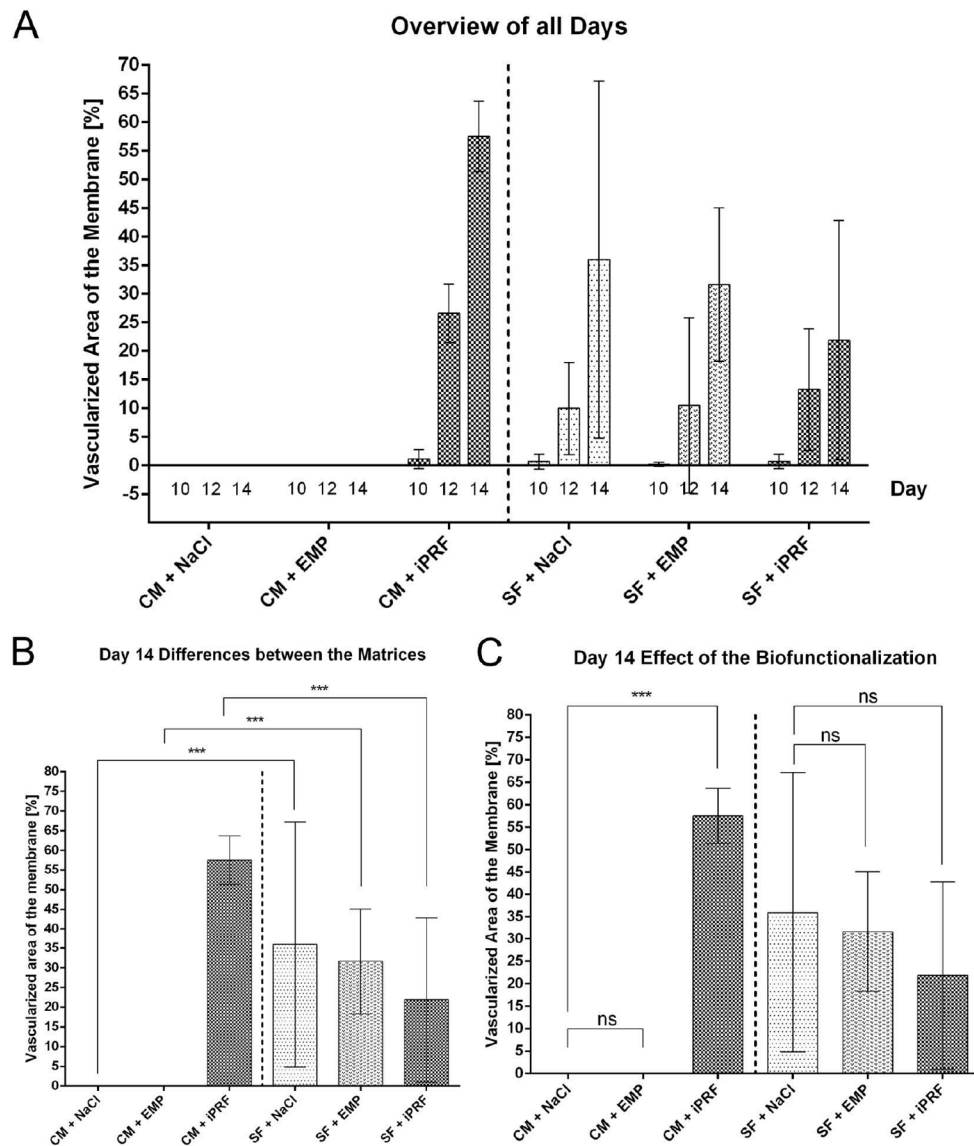 A
Overview of all Days
Vascularized Area of the Membrane [%]
70
65
60
55
50
45
40
35
30
25
20
15
10
5
0
-5
10 12 14 10 12 14 10 12 14 10 12 14 10 12 14 10 12 14 Day
CM + NaCl
CM + EMP
CM + iPRF
SF + NaCl
SF + EMP
SF + iPRF
B
Day 14 Differences between the Matrices
***
***
***
Vascularized area of the membrane [%]
80
75
70
65
60
55
50
45
40
35
30
25
20
15
10
5
0
CM + NaCl
CM + EMP
CM + iPRF
SF + NaCl
SF + EMP
SF + iPRF
C
Day 14 Effect of the Biofunctionalization
***
ns
ns
ns
Vascularized Area of the Membrane [%]
80
75
70
65
60
55
50
45
40
35
30
25
20
15
10
5
0
CM + NaCl
CM + EMP
CM + iPRF
SF + NaCl
SF + EMP
SF + iPRF